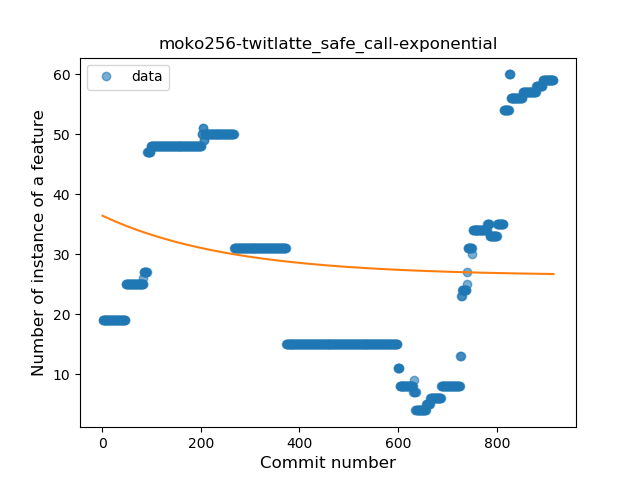 moko256-twitlatte_safe_call-exponential
data
Number of instance of a feature
60
50
40
30
20
10
0
200
400
600
800
Commit number